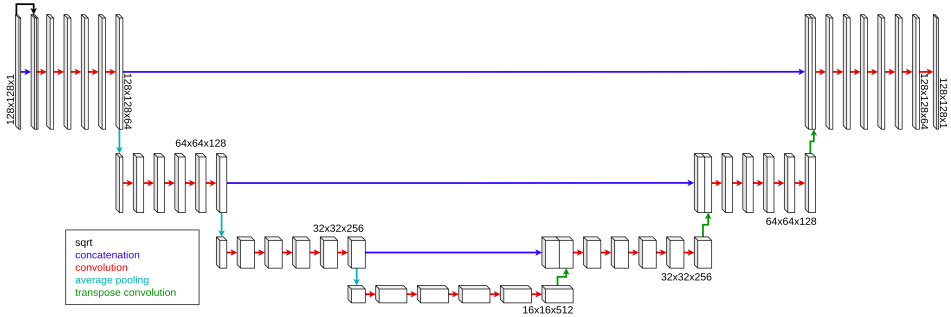 128x128x1
128x128x64
128x128x64
128x128x1
64x64x128
64x64x128
32x32x256
32x32x256
16x16x512
sqrt
concatenation
convolution
average pooling
transpose convolution